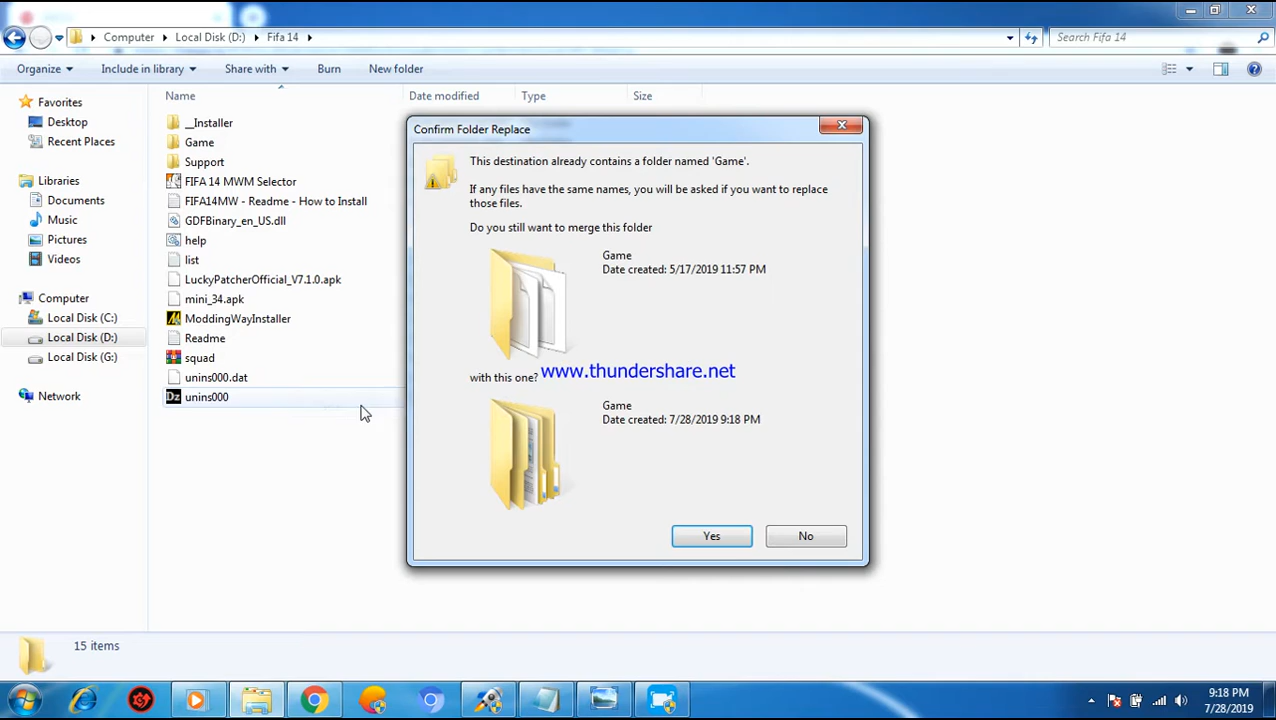 Computer
Local Disk (D:)
Fifa 14
Search Fifa 14
Organize
Include in library
Share with
Burn
New folder
Favorites
Desktop
Recent Places
Libraries
Documents
Music
Pictures
Videos
Computer
Local Disk (C:)
Local Disk (D:)
Local Disk (G:)
Network
Name
Date modified
Type
Size
__Installer
Game
Support
FIFA 14 MWM Selector
FIFA14MW - Readme - How to Install
GDFBinary_en_US.dll
help
list
LuckyPatcherOfficial_V7.1.0.apk
mini_34.apk
ModdingWayInstaller
Readme
squad
unins000.dat
Dz unins000
Confirm Folder Replace
This destination already contains a folder named 'Game'.
If any files have the same names, you will be asked if you want to replace
those files.
Do you still want to merge this folder
Game
Date created: 5/17/2019 11:57 PM
www.thundershare.net
with this one?
Game
Date created: 7/28/2019 9:18 PM
Yes
No
15 items
9:18 PM
7/28/2019